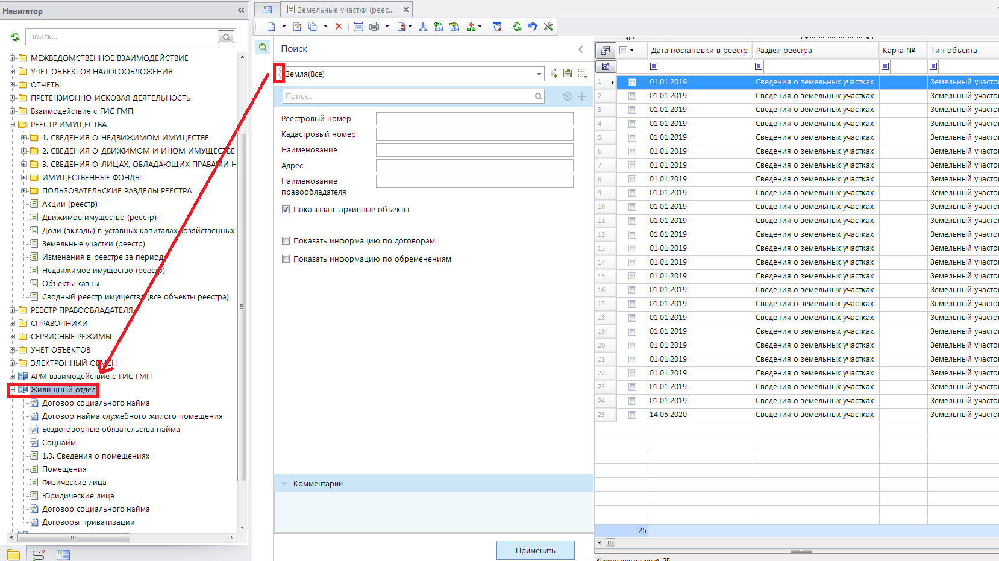 Навигатор
Поиск...
МЕЖВЕДОМСТВЕННОЕ ВЗАИМОДЕЙСТВИЕ
УЧЕТ ОБЪЕКТОВ НАЛОГООБЛОЖЕНИЯ
ОТЧЕТЫ
ПРЕТЕНЗИОННО-ИСКОВАЯ ДЕЯТЕЛЬНОСТЬ
Взаимодействие с ГИС ГМП
РЕЕСТР ИМУЩЕСТВА
1. СВЕДЕНИЯ О НЕДВИЖИМОМ ИМУЩЕСТВЕ
2. СВЕДЕНИЯ О ДВИЖИМОМ И ИНОМ ИМУЩЕСТВЕ
3. СВЕДЕНИЯ О ЛИЦАХ, ОБЛАДАЮЩИХ ПРАВАМИ Н
ИМУЩЕСТВЕННЫЕ ФОНДЫ
ПОЛЬЗОВАТЕЛЬСКИЕ РАЗДЕЛЫ РЕЕСТРА
Акции (реестр)
Движимое имущество (реестр)
Доли (вклады) в уставных капиталах хозяйственных
Земельные участки (реестр)
Изменения в реестре за период
Недвижимое имущество (реестр)
Объекты казны
Сводный реестр имущества (все объекты реестра)
РЕЕСТР ПРАВООБЛАДАТЕЛЯ
СПРАВОЧНИКИ
СЕРВИСНЫЕ РЕЖИМЫ
УЧЕТ ОБЪЕКТОВ
ЭЛЕКТРОННЫЙ ОБМЕН
АРМ взаимодействие с ГИС ГМП
Жилищный отдел
Договор социального найма
Договор найма служебного жилого помещения
Бездоговорные обязательства найма
Соцнайм
1.3. Сведения о помещениях
Помещения
Физические лица
Юридические лица
Договор социального найма
Договоры приватизации
Земельные участки (реес...
Поиск
Земля(Все)
Поиск...
Реестровый номер
Кадастровый номер
Наименование
Адрес
Наименование
правообладателя
Показывать архивные объекты
Показать информацию по договорам
Показать информацию по обременениям
Комментарий
Применить
Дата постановки в реестр Раздел реестра Карта № Тип объекта
1 01.01.2019 Сведения о земельных участках Земельный участо
2 01.01.2019 Сведения о земельных участках Земельный участо
3 01.01.2019 Сведения о земельных участках Земельный участо
4 01.01.2019 Сведения о земельных участках Земельный участо
5 01.01.2019 Сведения о земельных участках Земельный участо
6 01.01.2019 Сведения о земельных участках Земельный участо
7 01.01.2019 Сведения о земельных участках Земельный участо
8 01.01.2019 Сведения о земельных участках Земельный участо
9 01.01.2019 Сведения о земельных участках Земельный участо
10 01.01.2019 Сведения о земельных участках Земельный участо
11 01.01.2019 Сведения о земельных участках Земельный участо
12 01.01.2019 Сведения о земельных участках Земельный участо
13 01.01.2019 Сведения о земельных участках Земельный участо
14 01.01.2019 Сведения о земельных участках Земельный участо
15 01.01.2019 Сведения о земельных участках Земельный участо
16 01.01.2019 Сведения о земельных участках Земельный участо
17 01.01.2019 Сведения о земельных участках Земельный участо
18 01.01.2019 Сведения о земельных участках Земельный участо
19 01.01.2019 Сведения о земельных участках Земельный участо
20 01.01.2019 Сведения о земельных участках Земельный участо
21 01.01.2019 Сведения о земельных участках Земельный участо
22 01.01.2019 Сведения о земельных участках Земельный участо
23 01.01.2019 Сведения о земельных участках Земельный участо
24 01.01.2019 Сведения о земельных участках Земельный участо
25 14.05.2020 Сведения о земельных участках Земельный участо
25
Количество записей: 25